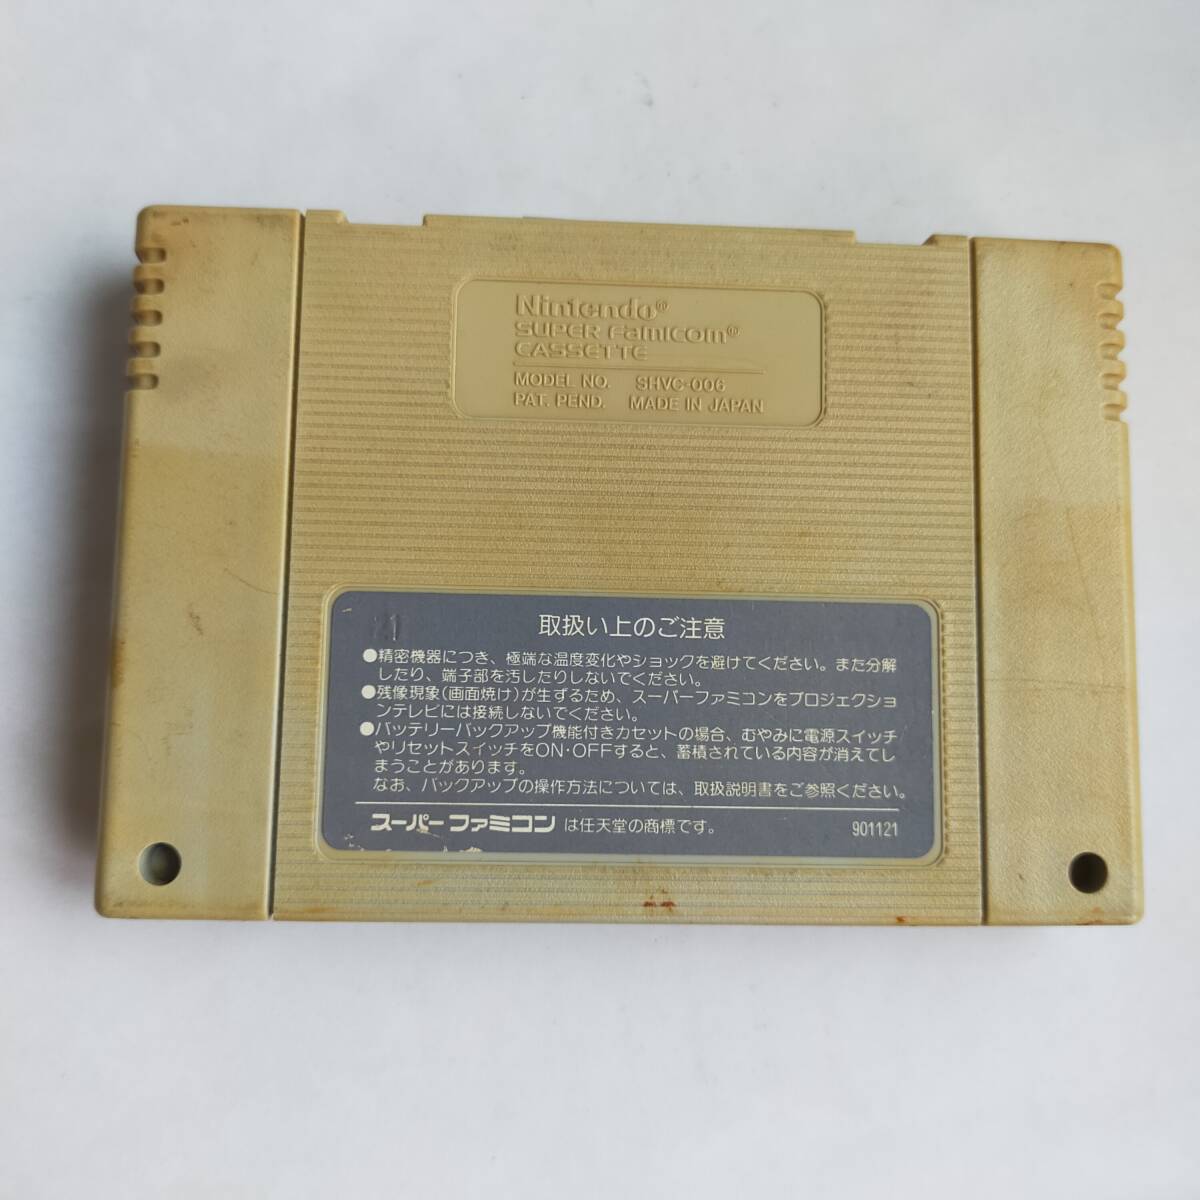 Nintendo®
SUPER Famicom®
CASSETTE
MODEL NO. SHVC-006
PAT. PEND. MADE IN JAPAN
21
取扱い上のご注意
●精密機器につき、極端な温度変化やショックを避けてください。また分解
したり、端子部を汚したりしないでください。
●残像現象(画面焼け)が生ずるため、スーパーファミコンをプロジェクショ
ンテレビには接続しないでください。
●バッテリーバックアップ機能付きカセットの場合、むやみに電源スイッチ
やリセットスイッチをON・OFFすると、蓄積されている内容が消えてし
まうことがあります。
なお、バックアップの操作方法については、取扱説明書をご参照ください。
スーパーファミコン は任天堂の商標です。 901121